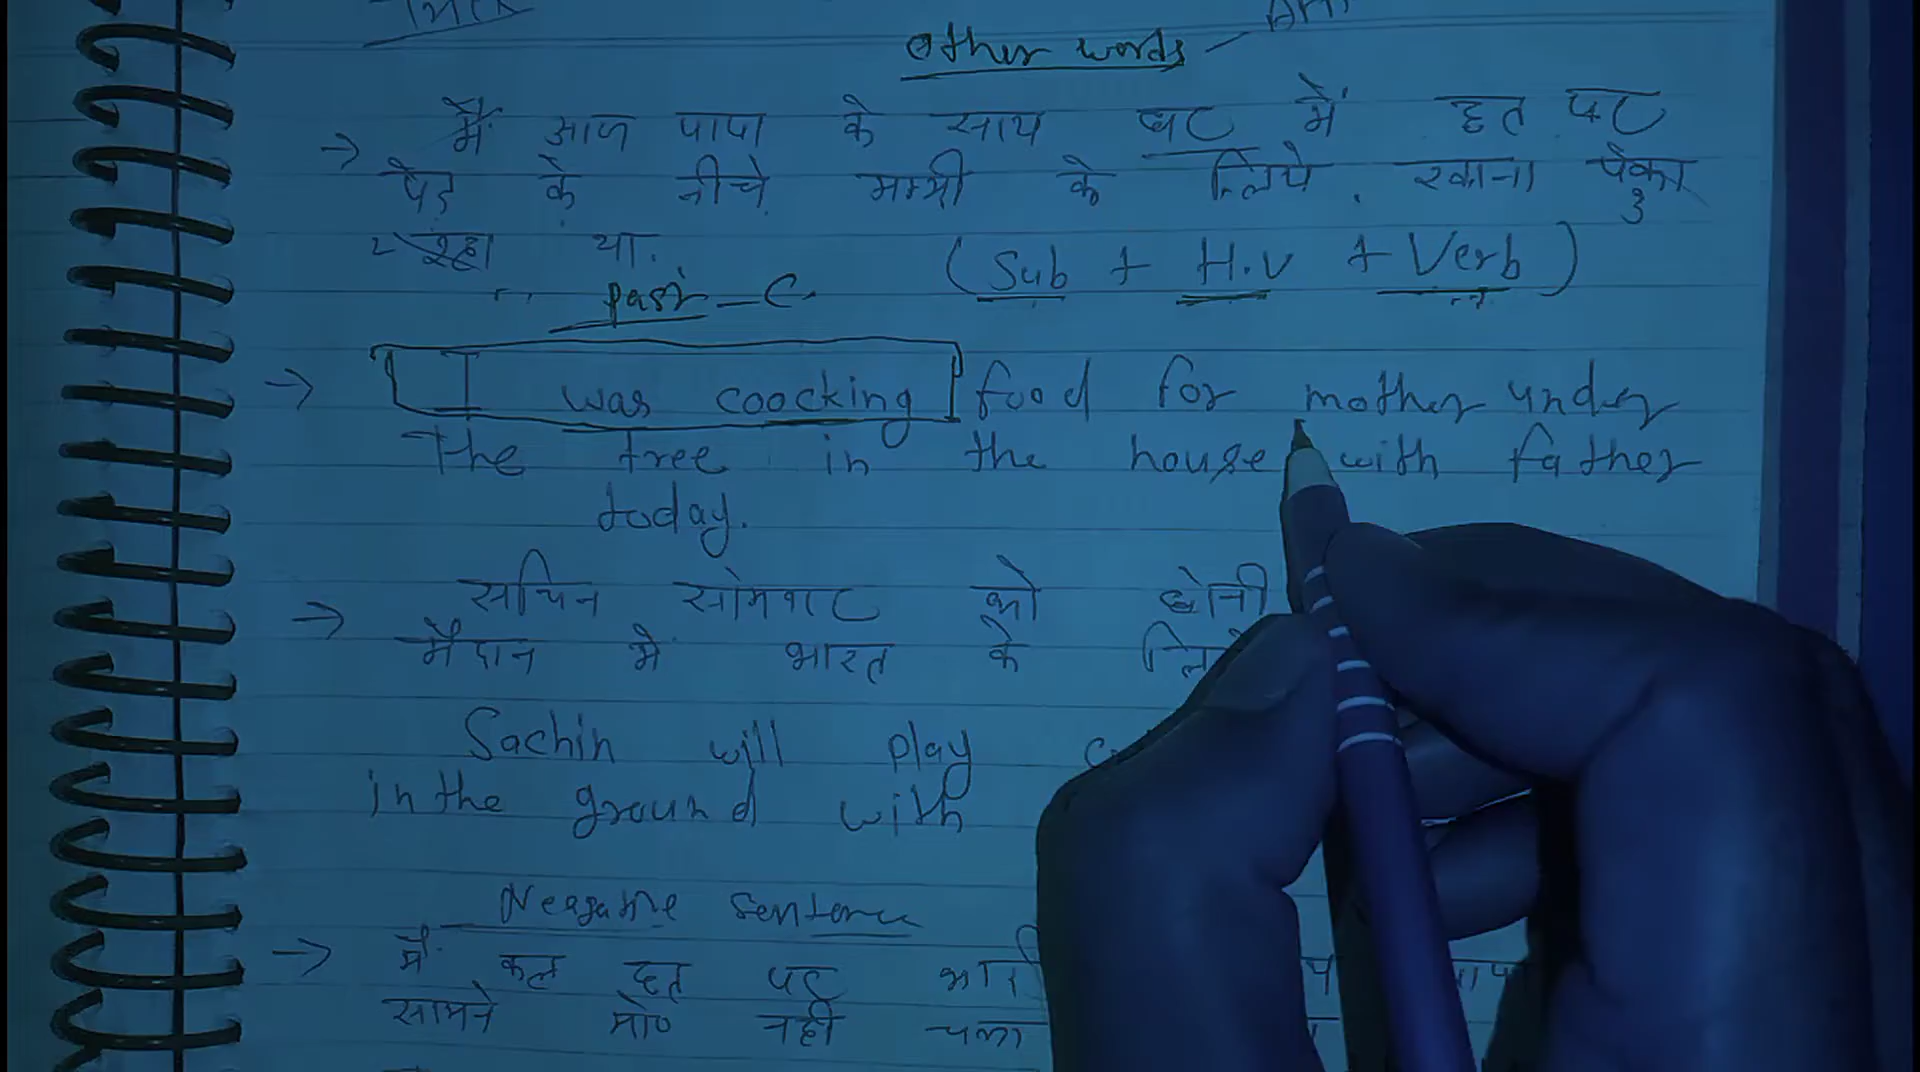 Other words -
→ मैं आज पापा के साथ घर में छत पर
पेड़ के नीचे मम्मी के लिये खाना पका
रहा था. (Sub + H.V + Verb)
past - C.
→ I was coocking food for mother under
The tree in the house with father
today.
→ सचिन सोमवार को धोनी
मैदान में भारत के
Sachin will play
in the ground with
Negative Sentence
→ मैं कल छत पर
सामने नही चला